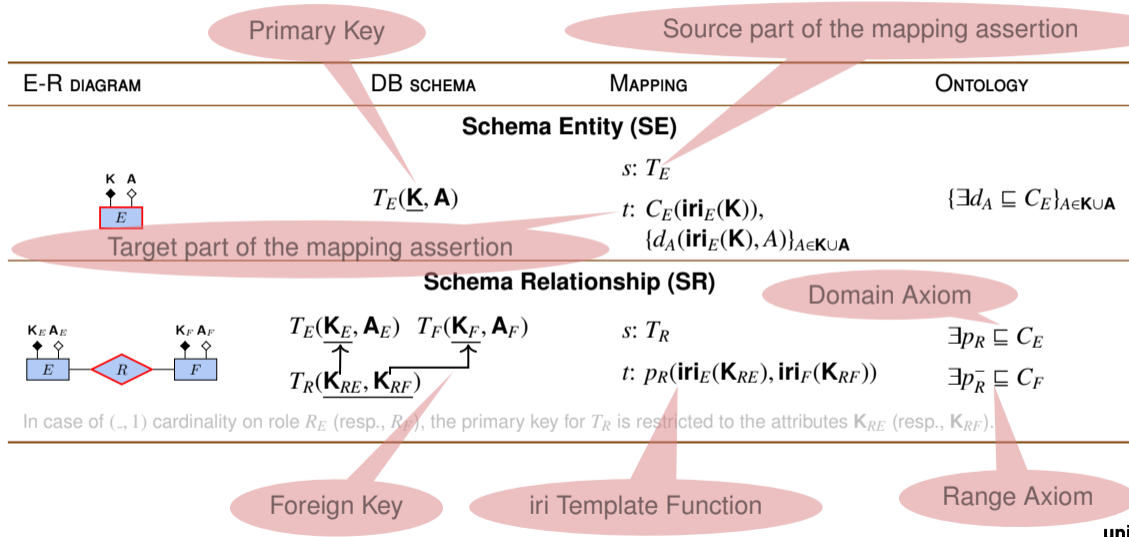 Primary Key
Source part of the mapping assertion
E-R DIAGRAM DB SCHEMA MAPPING ONTOLOGY
Schema Entity (SE)
K A
E
T_E(K, A)
s: T_E
t: C_E(iri_E(K)),
{d_A(iri_E(K), A)}_{A∈K∪A}
{∃d_A ⊑ C_E}_{A∈K∪A}
Target part of the mapping assertion
Schema Relationship (SR)
Domain Axiom
K_E A_E K_F A_F
E R F
T_E(K_E, A_E) T_F(K_F, A_F)
T_R(K_RE, K_RF)
s: T_R
t: p_R(iri_E(K_RE), iri_F(K_RF))
∃p_R ⊑ C_E
∃p_R^- ⊑ C_F
In case of (_, 1) cardinality on role R_E (resp., R_F), the primary key for T_R is restricted to the attributes K_RE (resp., K_RF).
Foreign Key
iri Template Function
Range Axiom
uni